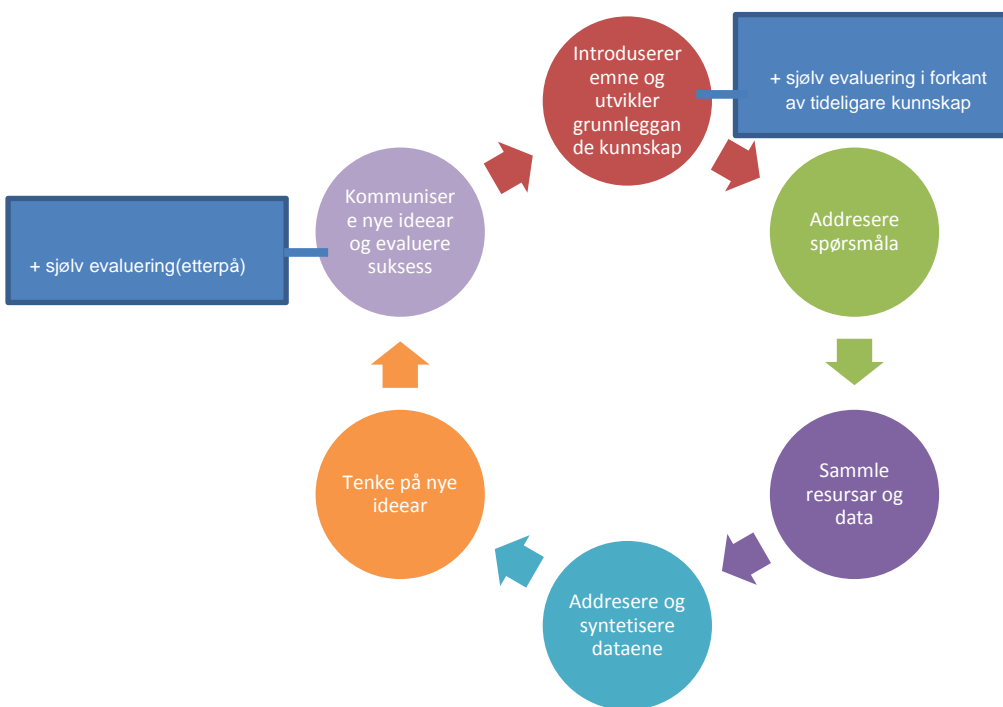 Introduserer
emne og
utvikler
grunnleggan
de kunnskap
+ sjølv evaluering i forkant
av tideligare kunnskap
Addresere
spørsmåla
Sammle
resursar og
data
Addresere og
syntetisere
dataene
Tenke på nye
ideear
Kommuniser
e nye ideear
og evaluere
suksess
+ sjølv evaluering(etterpå)